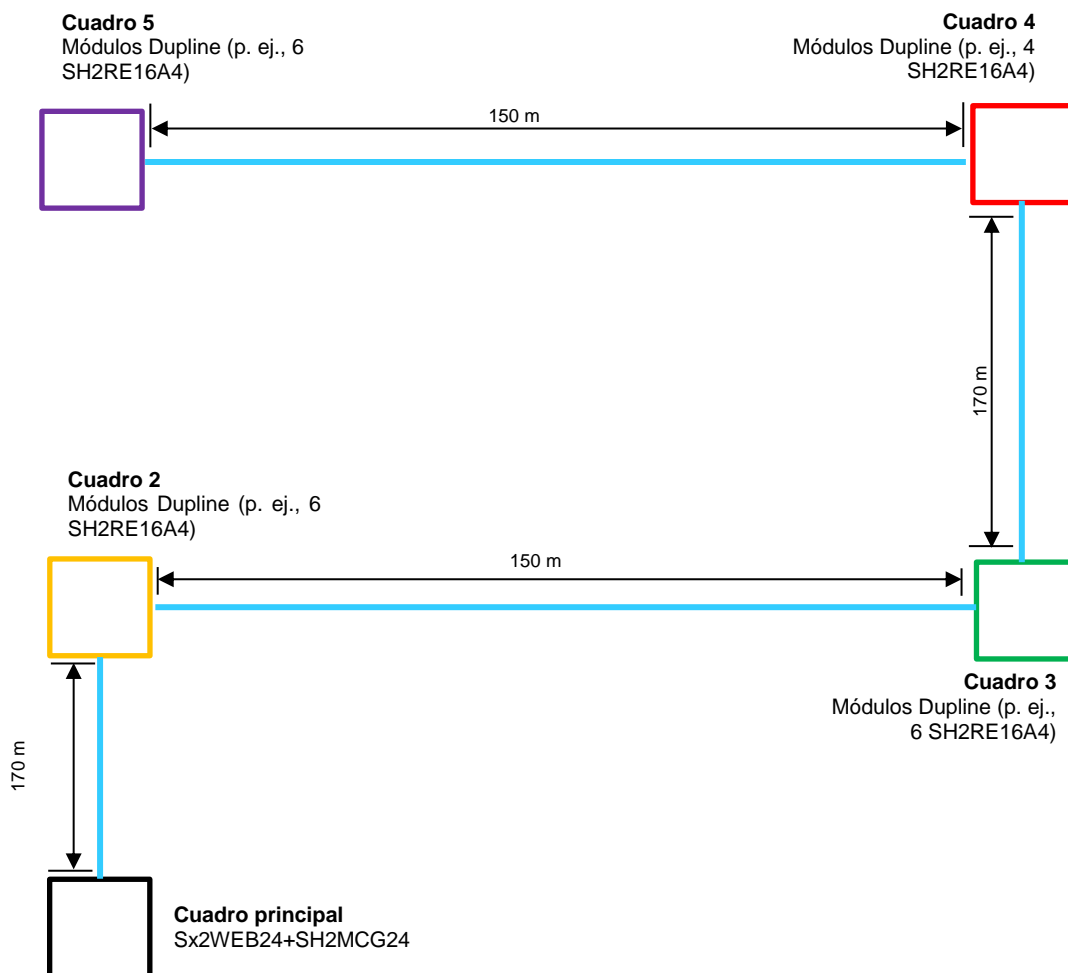 Cuadro 5
Módulos Dupline (p. ej., 6
SH2RE16A4)
Cuadro 4
Módulos Dupline (p. ej., 4
SH2RE16A4)
150 m
170 m
Cuadro 2
Módulos Dupline (p. ej., 6
SH2RE16A4)
150 m
Cuadro 3
Módulos Dupline (p. ej.,
6 SH2RE16A4)
170 m
Cuadro principal
Sx2WEB24+SH2MCG24